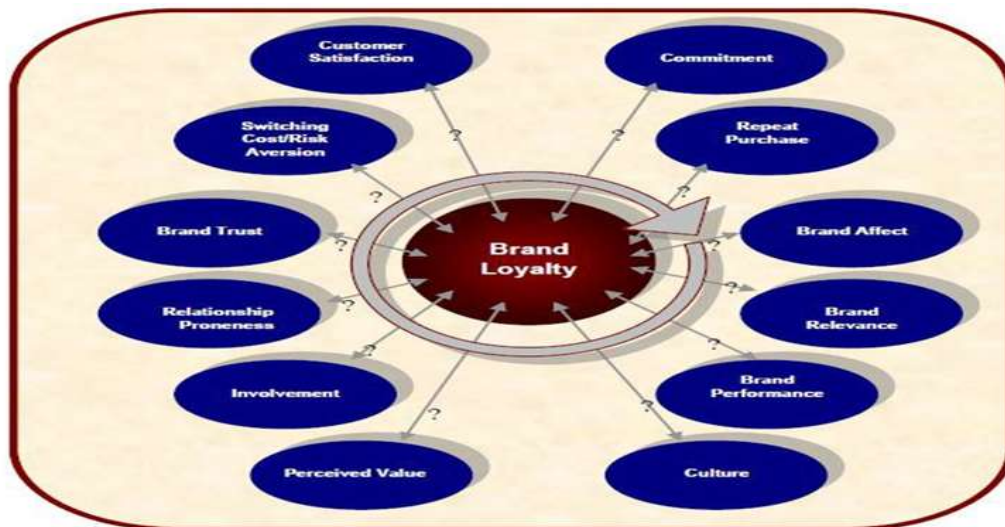 Customer
Satisfaction
Commitment
Switching
Cost/Risk
Aversion
Repeat
Purchase
?
?
?
?
Brand Trust
Brand
Loyalty
Brand Affect
?
?
Relationship
Proneness
Brand
Relevance
?
?
Involvement
?
?
Brand
Performance
?
?
Perceived Value
Culture